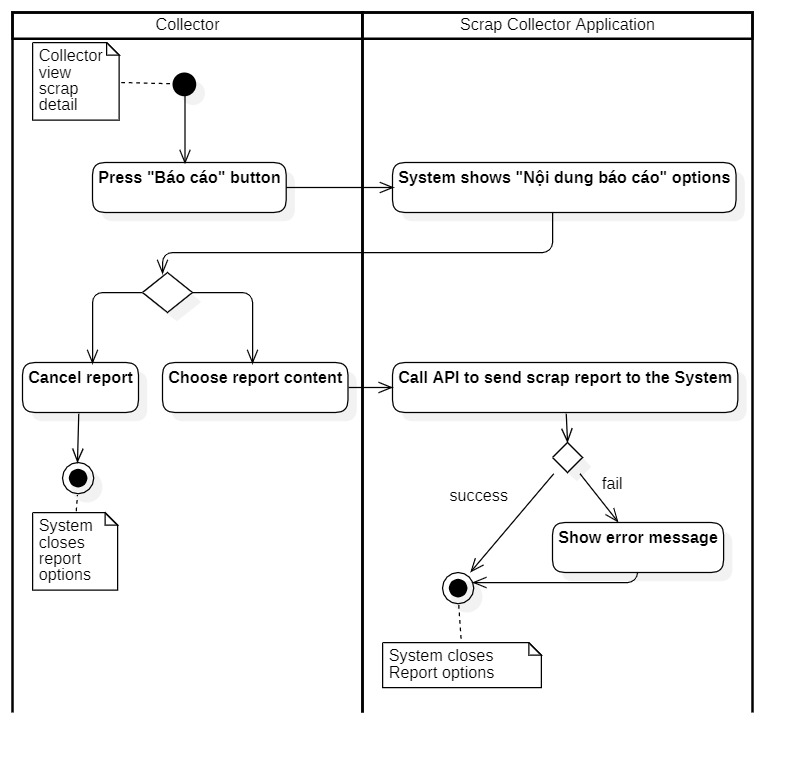 Collector
Scrap Collector Application
Collector
view
scrap
detail
Press "Báo cáo" button
System shows "Nội dung báo cáo" options
Cancel report
Choose report content
Call API to send scrap report to the System
success
fail
System
closes
report
options
Show error message
System closes
Report options